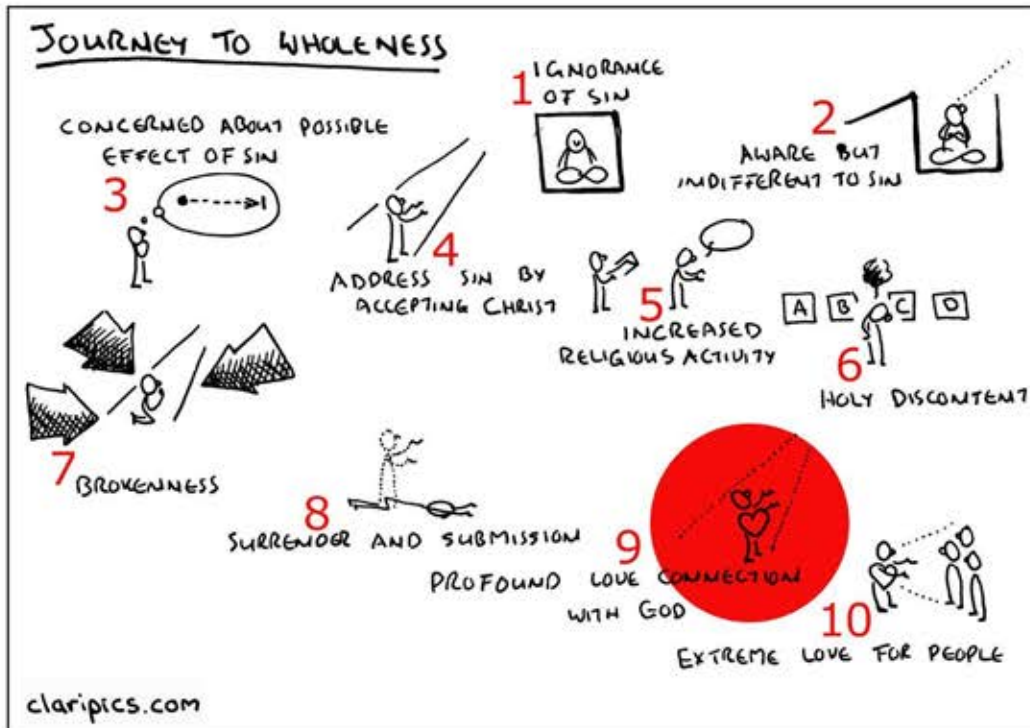 JOURNEY TO WHOLENESS
1
IGNORANCE
OF SIN
2
AWARE BUT
INDIFFERENT TO SIN
CONCERNED ABOUT POSSIBLE
EFFECT OF SIN
3
4
ADDRESS SIN BY
ACCEPTING CHRIST
5
INCREASED
RELIGIOUS ACTIVITY
A B C D
6
HOLY DISCONTENT
7
BROKENNESS
8
SURRENDER AND SUBMISSION
9
PROFOUND LOVE CONNECTION
WITH GOD
10
EXTREME LOVE FOR PEOPLE
claripics.com